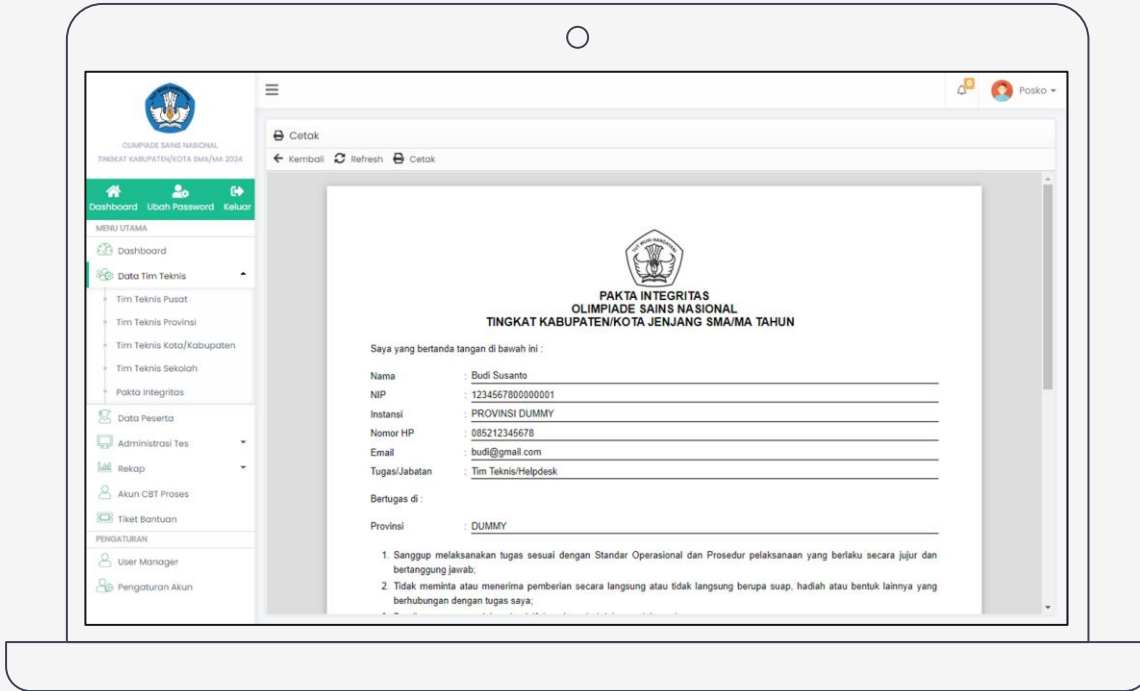 OLIMPIADE SAINS NASIONAL
TINGKAT KABUPATEN/KOTA SMA/MA 2024
Dashboard Ubah Password Keluar
MENU UTAMA
Dashboard
Data Tim Teknis
Tim Teknis Pusat
Tim Teknis Provinsi
Tim Teknis Kota/Kabupaten
Tim Teknis Sekolah
Pakta Integritas
Data Peserta
Administrasi Tes
Rekap
Akun CBT Proses
Tiket Bantuan
PENGATURAN
User Manager
Pengaturan Akun
0
Posko
Cetak
Kembali Refresh Cetak
TUT WURI HANDAYANI
PAKTA INTEGRITAS
OLIMPIADE SAINS NASIONAL
TINGKAT KABUPATEN/KOTA JENJANG SMA/MA TAHUN
Saya yang bertanda tangan di bawah ini :
Nama : Budi Susanto
NIP : 1234567800000001
Instansi : PROVINSI DUMMY
Nomor HP : 085212345678
Email : budi@gmail.com
Tugas/Jabatan : Tim Teknis/Helpdesk
Bertugas di :
Provinsi : DUMMY
1. Sanggup melaksanakan tugas sesuai dengan Standar Operasional dan Prosedur pelaksanaan yang berlaku secara jujur dan
bertanggung jawab;
2. Tidak meminta atau menerima pemberian secara langsung atau tidak langsung berupa suap, hadiah atau bentuk lainnya yang
berhubungan dengan tugas saya;